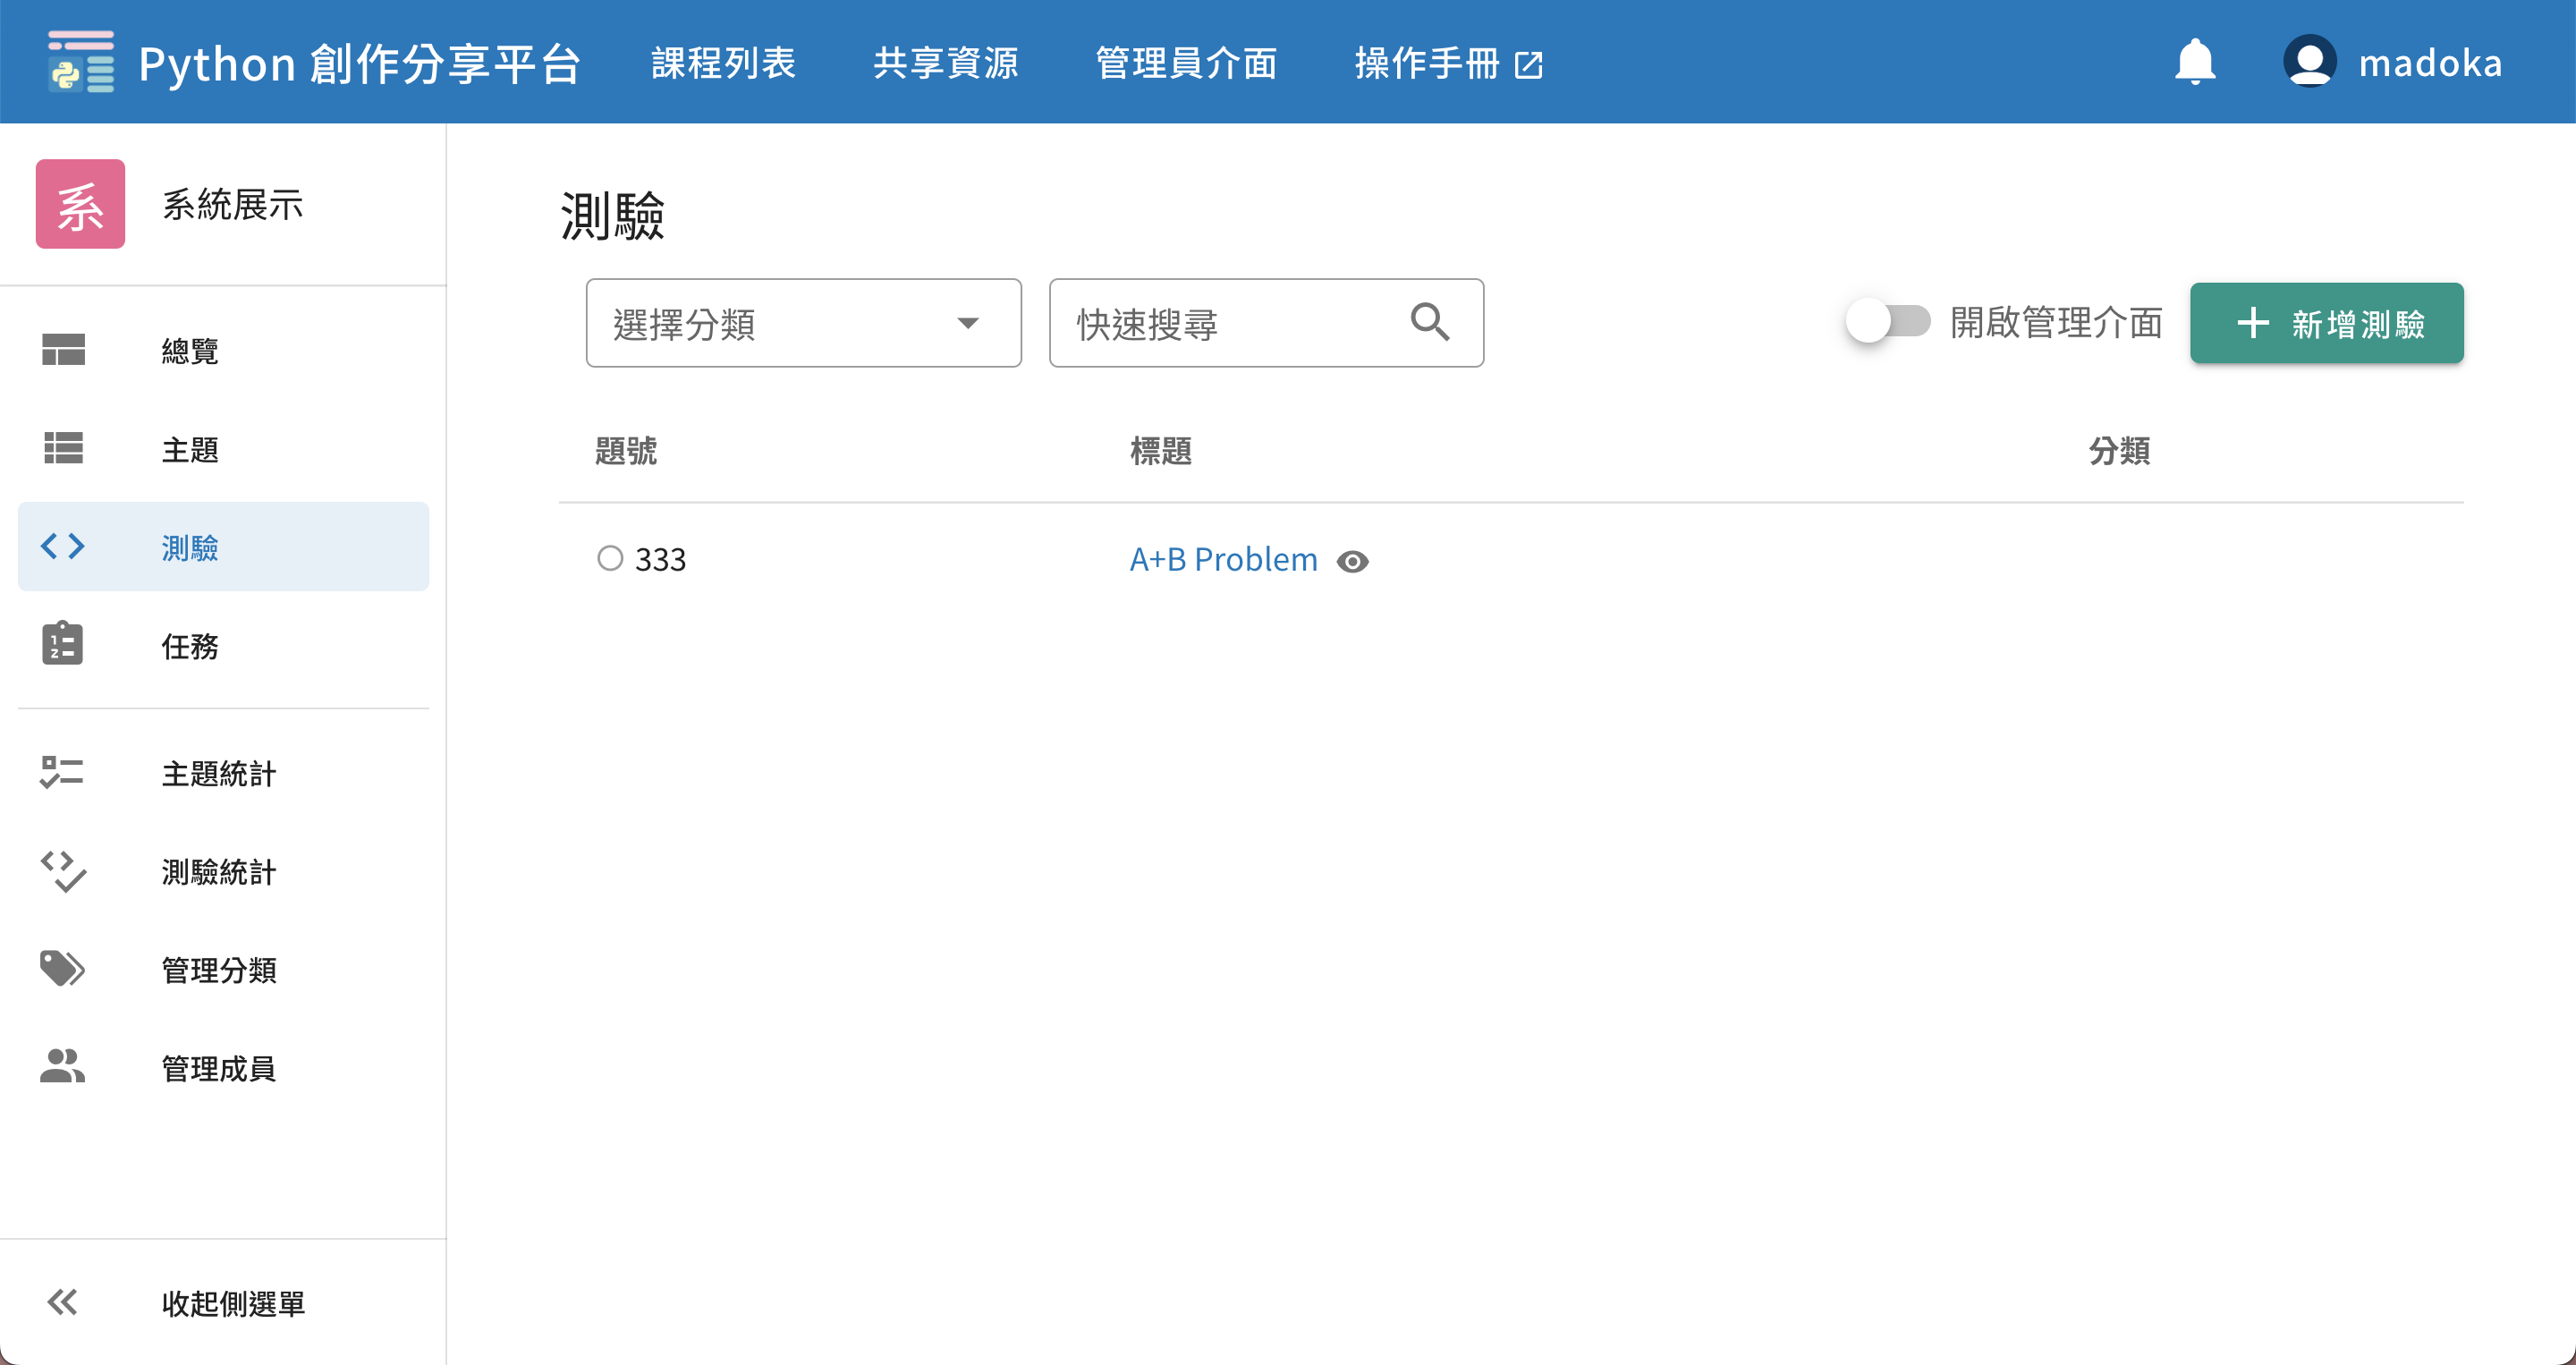 Python 創作分享平台 課程列表 共享資源 管理員介面 操作手冊 madoka
系 系統展示
總覽
主題
測驗
任務
主題統計
測驗統計
管理分類
管理成員
收起側選單
測驗
選擇分類 快速搜尋 開啟管理介面 + 新增測驗
題號 標題 分類
333 A+B Problem